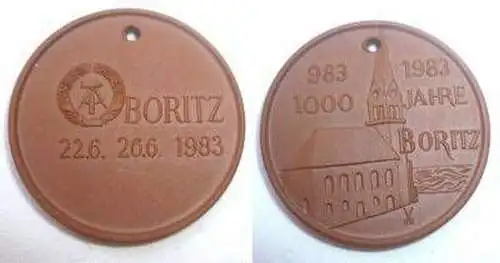 BORITZ
22.6. 26.6. 1983
983 1983
1000 JAHRE
BORITZ